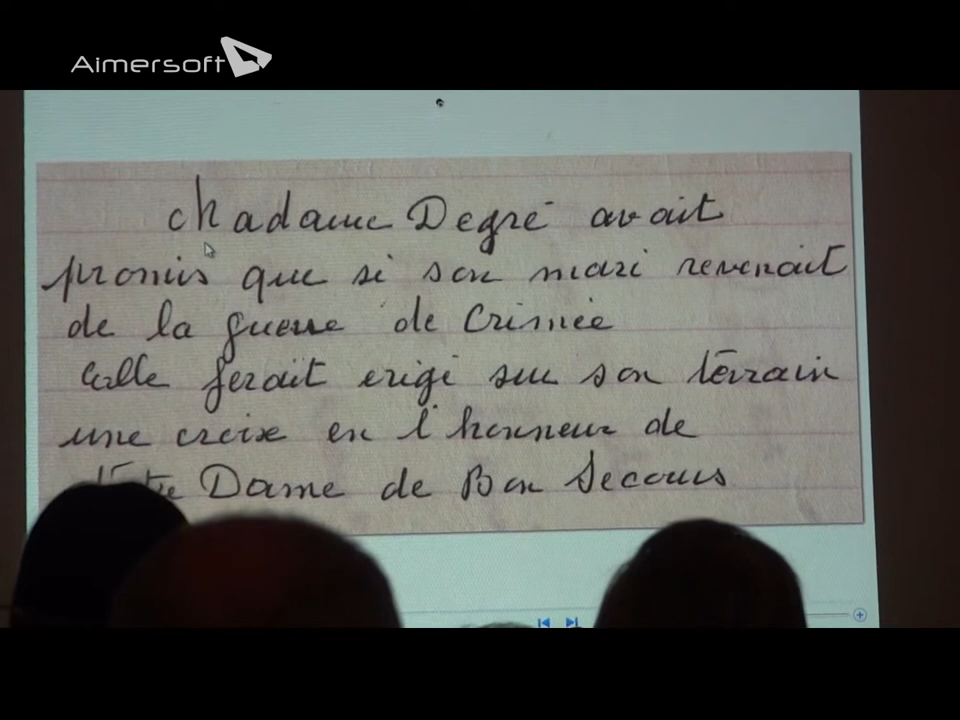 Aimersoft
Madame Degré avait
promis que si son mari revenait
de la guerre de Crimée
elle ferait erigé sur son terrain
une croix en l'honneur de
Dame de Bon Secours